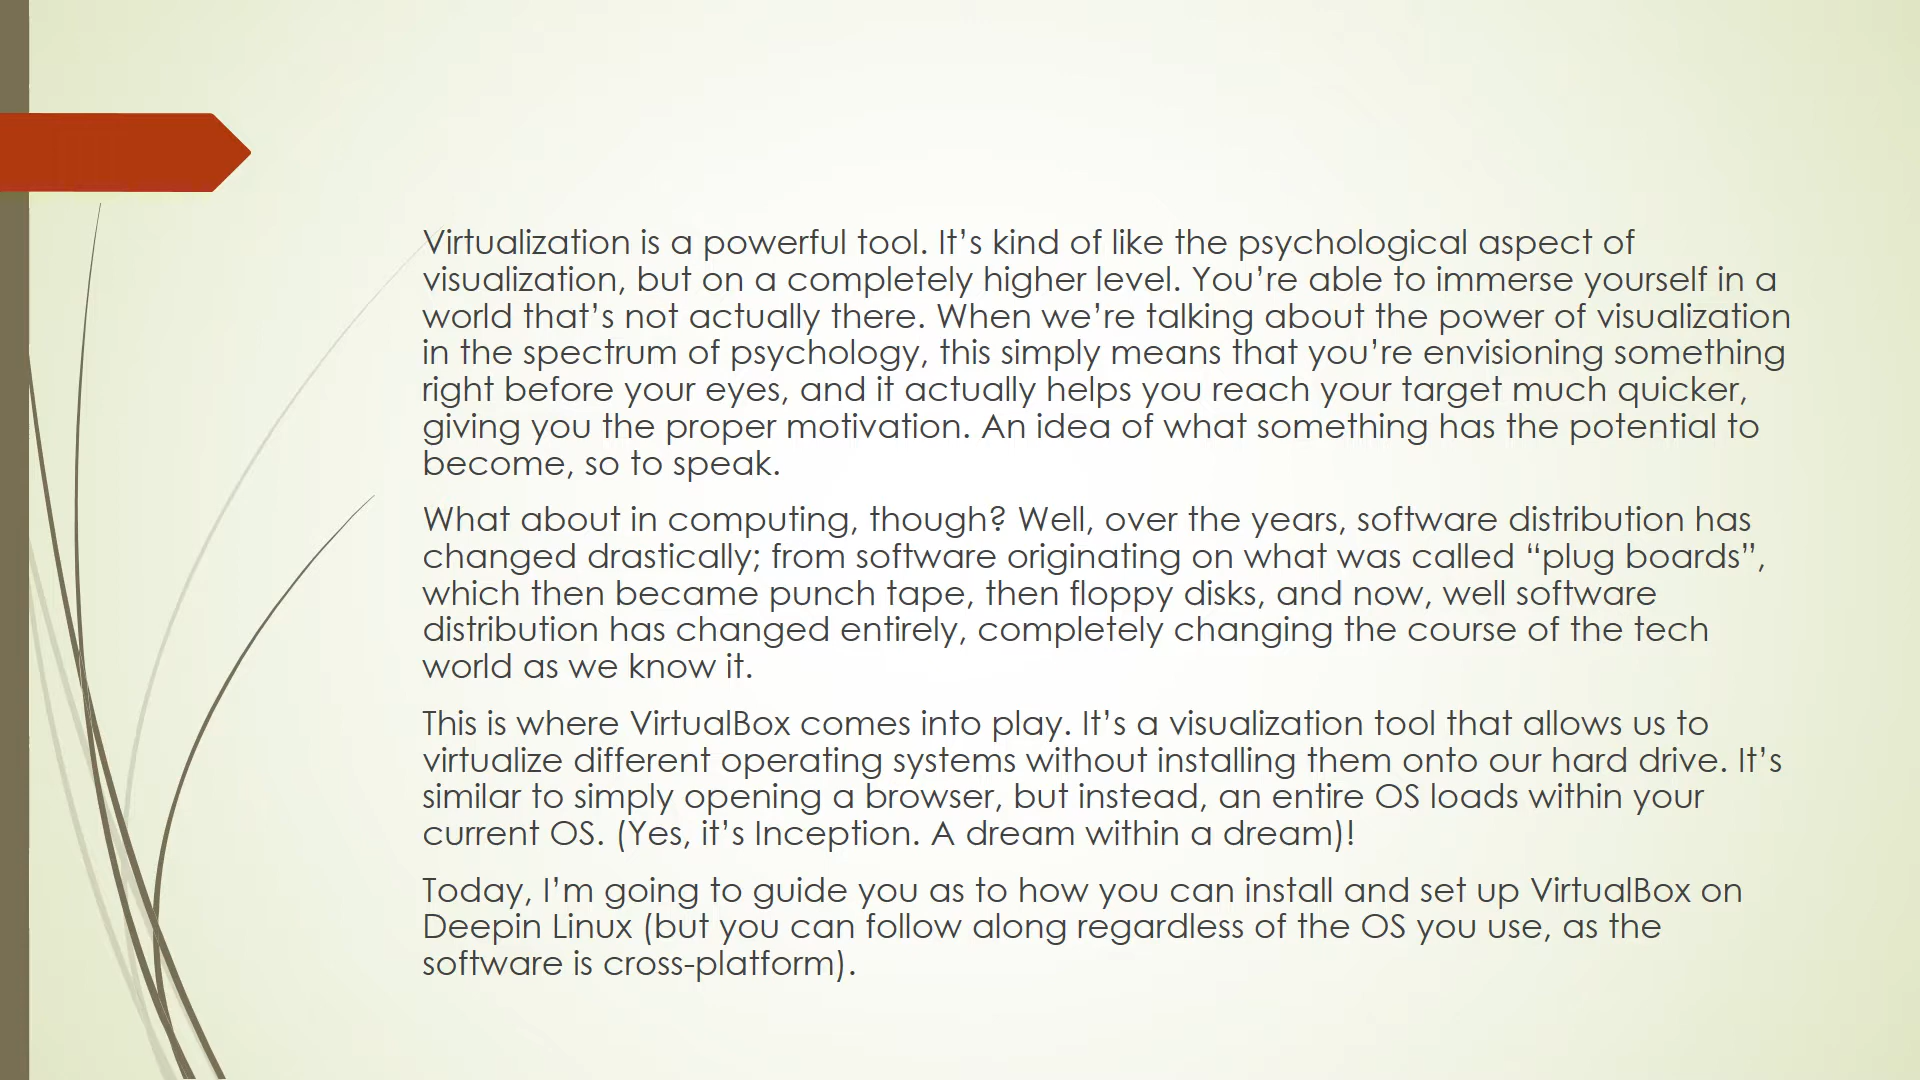 Virtualization is a powerful tool. It’s kind of like the psychological aspect of
visualization, but on a completely higher level. You’re able to immerse yourself in a
world that’s not actually there. When we’re talking about the power of visualization
in the spectrum of psychology, this simply means that you’re envisioning something
right before your eyes, and it actually helps you reach your target much quicker,
giving you the proper motivation. An idea of what something has the potential to
become, so to speak.
What about in computing, though? Well, over the years, software distribution has
changed drastically; from software originating on what was called “plug boards”,
which then became punch tape, then floppy disks, and now, well software
distribution has changed entirely, completely changing the course of the tech
world as we know it.
This is where VirtualBox comes into play. It’s a visualization tool that allows us to
virtualize different operating systems without installing them onto our hard drive. It’s
similar to simply opening a browser, but instead, an entire OS loads within your
current OS. (Yes, it’s Inception. A dream within a dream)!
Today, I’m going to guide you as to how you can install and set up VirtualBox on
Deepin Linux (but you can follow along regardless of the OS you use, as the
software is cross-platform).